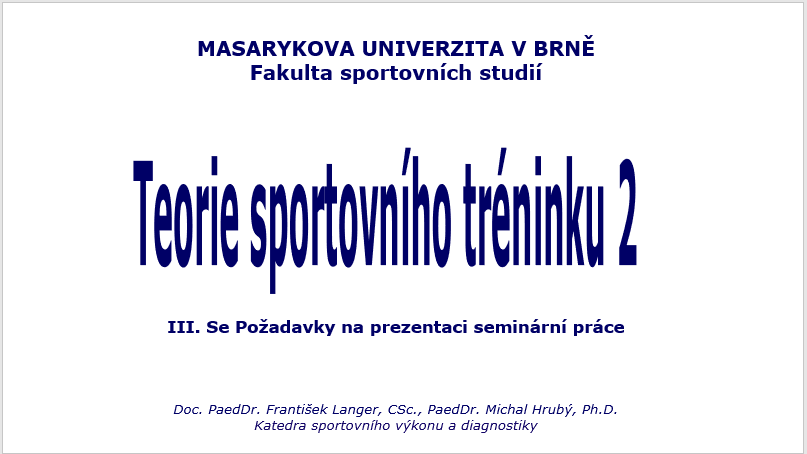 MASARYKOVA UNIVERZITA V BRNĚ
Fakulta sportovních studií
Teorie sportovního tréninku 2
III. Se Požadavky na prezentaci seminární práce
Doc. PaedDr. František Langer, CSc., PaedDr. Michal Hrubý, Ph.D.
Katedra sportovního výkonu a diagnostiky